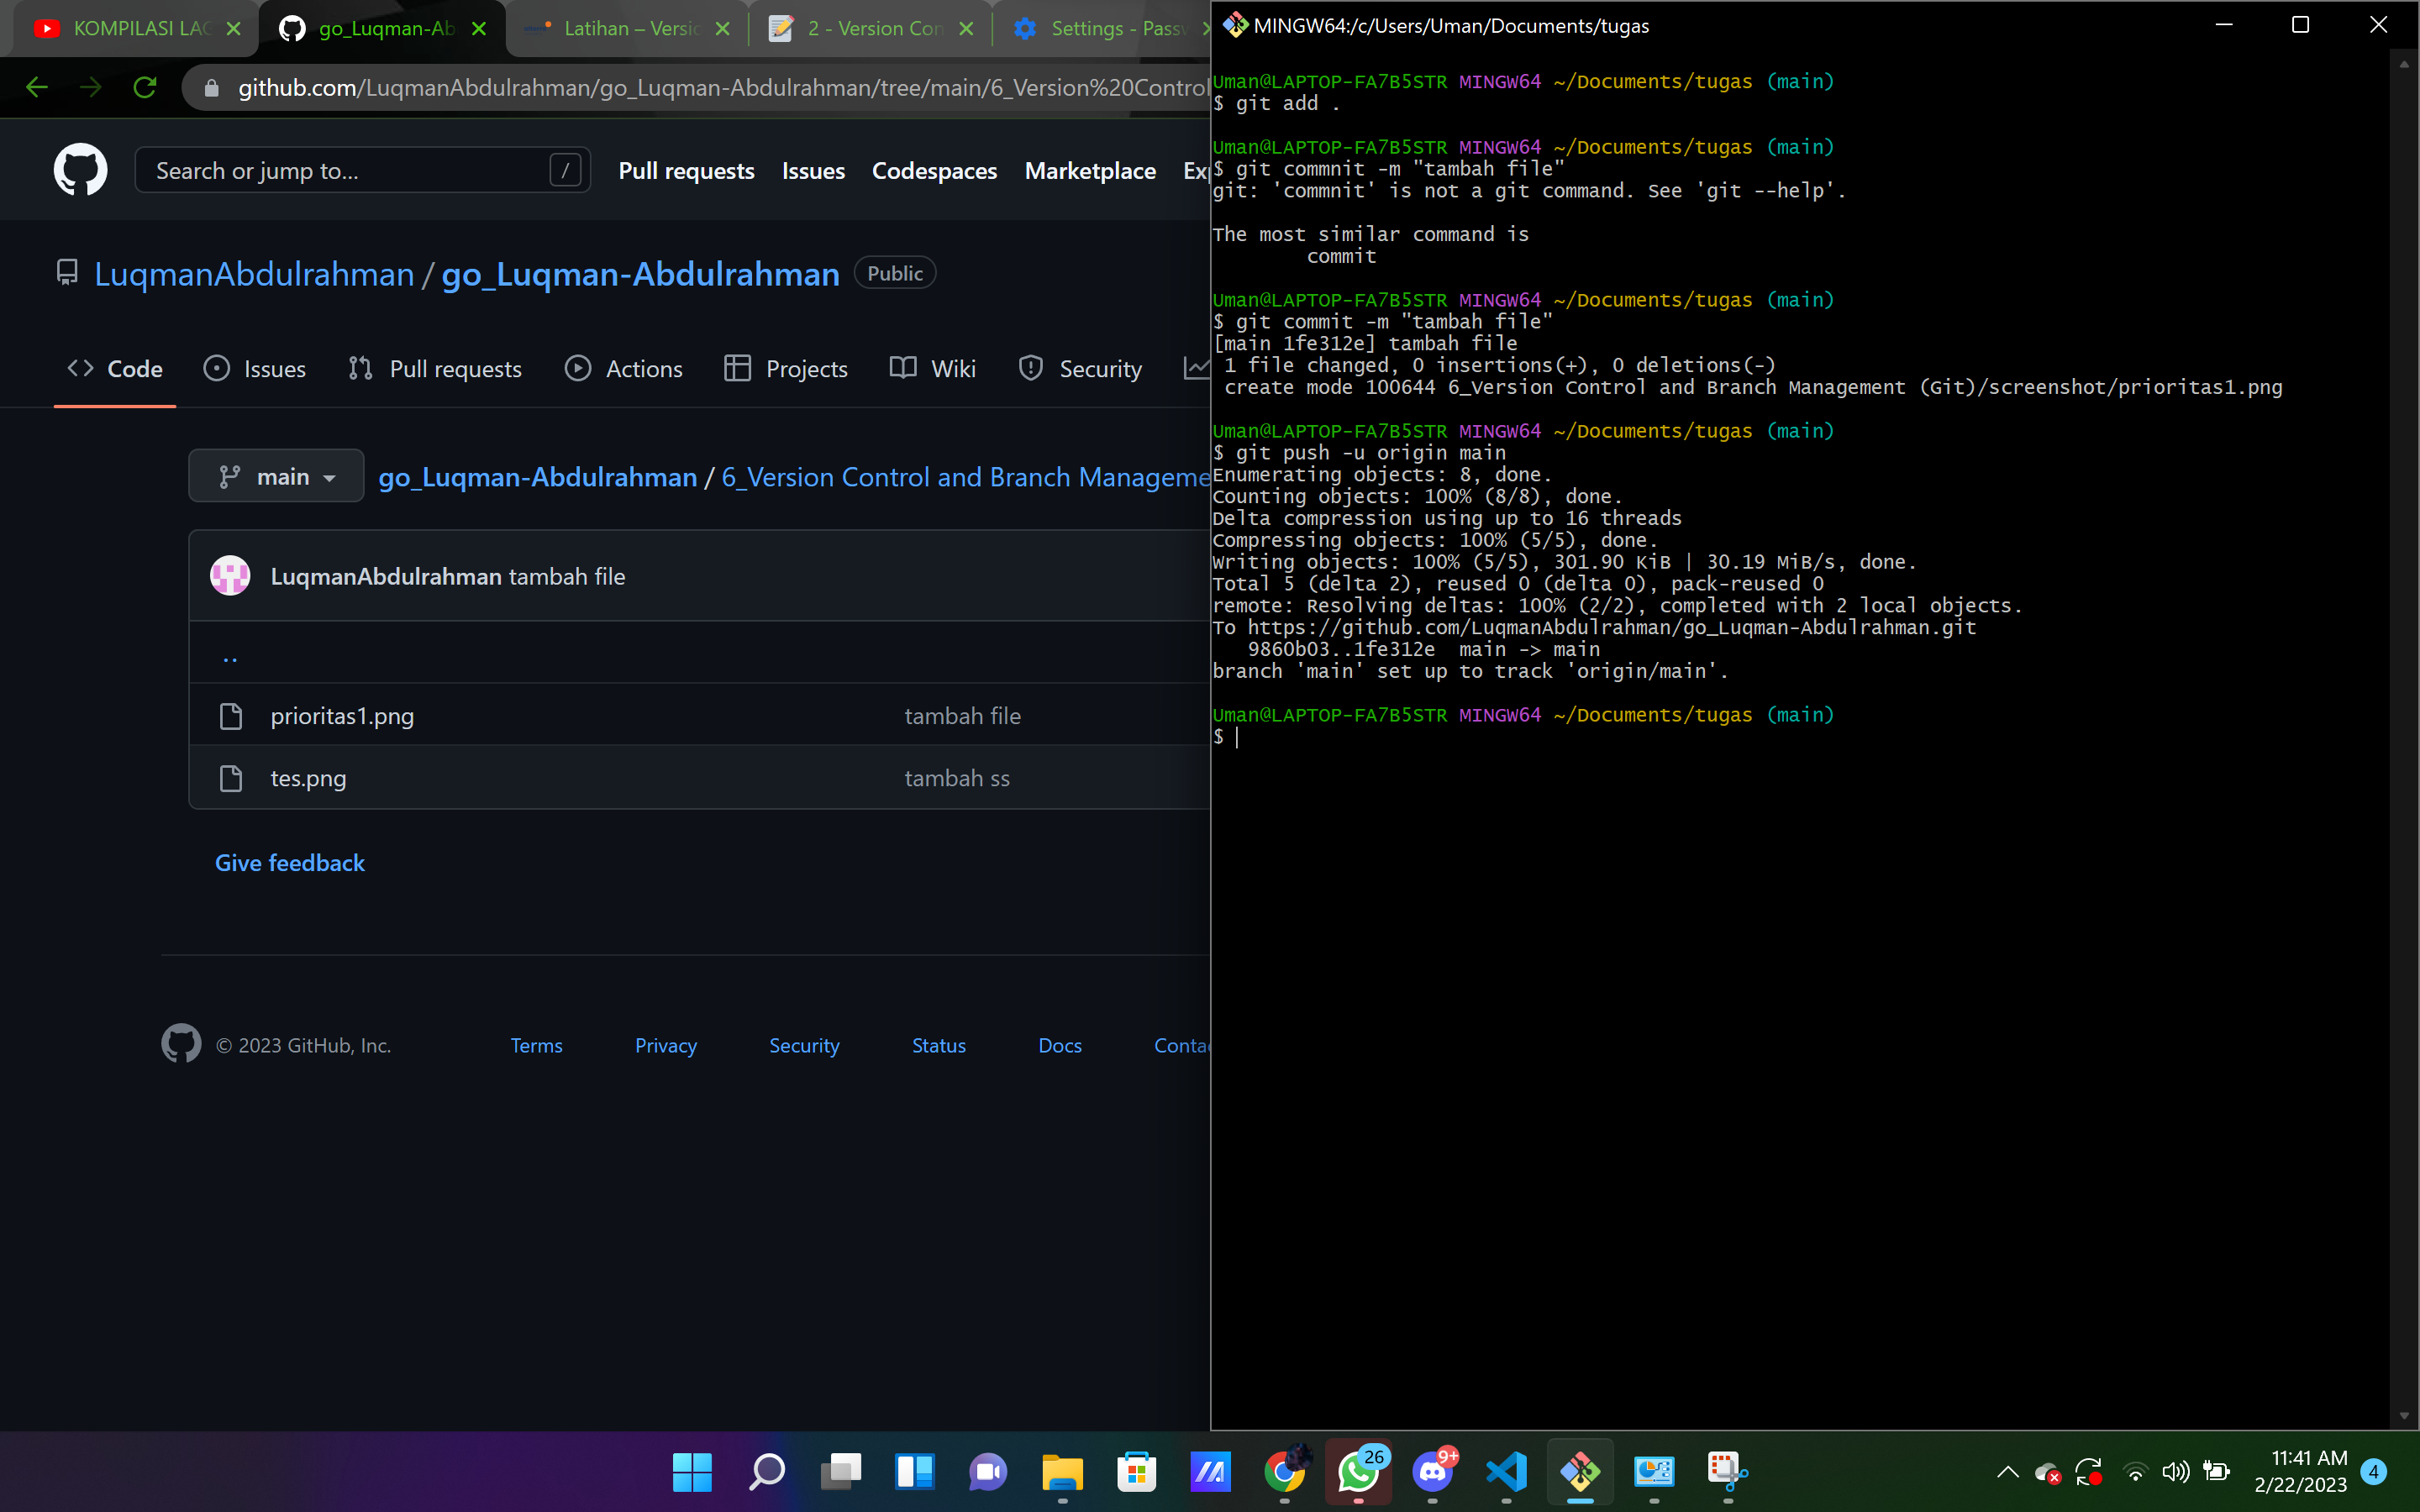 KOMPILASI LAG
go_Luqman-Ab
Latihan – Versio
2 - Version Con
Settings - Passw
github.com/LuqmanAbdulrahman/go_Luqman-Abdulrahman/tree/main/6_Version%20Control
Search or jump to...
/
Pull requests
Issues
Codespaces
Marketplace
Exp
LuqmanAbdulrahman / go_Luqman-Abdulrahman
Public
Code
Issues
Pull requests
Actions
Projects
Wiki
Security
main
go_Luqman-Abdulrahman / 6_Version Control and Branch Manageme
LuqmanAbdulrahman tambah file
..
prioritas1.png
tambah file
tes.png
tambah ss
Give feedback
© 2023 GitHub, Inc.
Terms
Privacy
Security
Status
Docs
Contac
MINGW64:/c/Users/Uman/Documents/tugas
Uman@LAPTOP-FA7B5STR MINGW64 ~/Documents/tugas (main)
$ git add .
Uman@LAPTOP-FA7B5STR MINGW64 ~/Documents/tugas (main)
$ git commnit -m "tambah file"
git: 'commnit' is not a git command. See 'git --help'.
The most similar command is
commit
Uman@LAPTOP-FA7B5STR MINGW64 ~/Documents/tugas (main)
$ git commit -m "tambah file"
[main 1fe312e] tambah file
1 file changed, 0 insertions(+), 0 deletions(-)
create mode 100644 6_Version Control and Branch Management (Git)/screenshot/prioritas1.png
Uman@LAPTOP-FA7B5STR MINGW64 ~/Documents/tugas (main)
$ git push -u origin main
Enumerating objects: 8, done.
Counting objects: 100% (8/8), done.
Delta compression using up to 16 threads
Compressing objects: 100% (5/5), done.
Writing objects: 100% (5/5), 301.90 KiB | 30.19 MiB/s, done.
Total 5 (delta 2), reused 0 (delta 0), pack-reused 0
remote: Resolving deltas: 100% (2/2), completed with 2 local objects.
To https://github.com/LuqmanAbdulrahman/go_Luqman-Abdulrahman.git
9860b03..1fe312e  main -> main
branch 'main' set up to track 'origin/main'.
Uman@LAPTOP-FA7B5STR MINGW64 ~/Documents/tugas (main)
$
26
9+
11:41 AM
2/22/2023
4